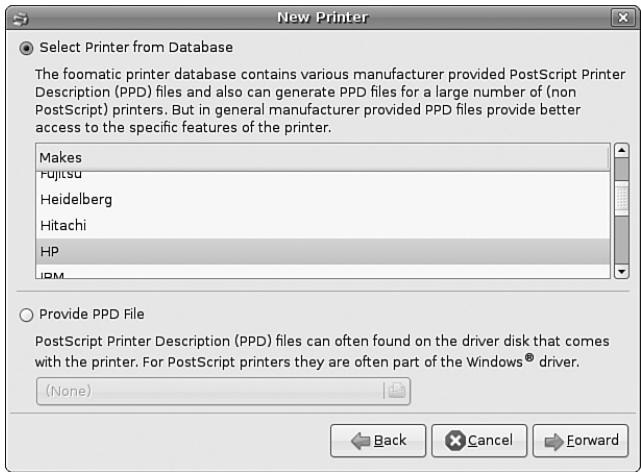 New Printer
Select Printer from Database
The foomatic printer database contains various manufacturer provided PostScript Printer
Description (PPD) files and also can generate PPD files for a large number of (non
PostScript) printers. But in general manufacturer provided PPD files provide better
access to the specific features of the printer.
Makes
Fujitsu
Heidelberg
Hitachi
HP
IBM
Provide PPD File
PostScript Printer Description (PPD) files can often found on the driver disk that comes
with the printer. For PostScript printers they are often part of the Windows® driver.
(None)
Back
Cancel
Forward